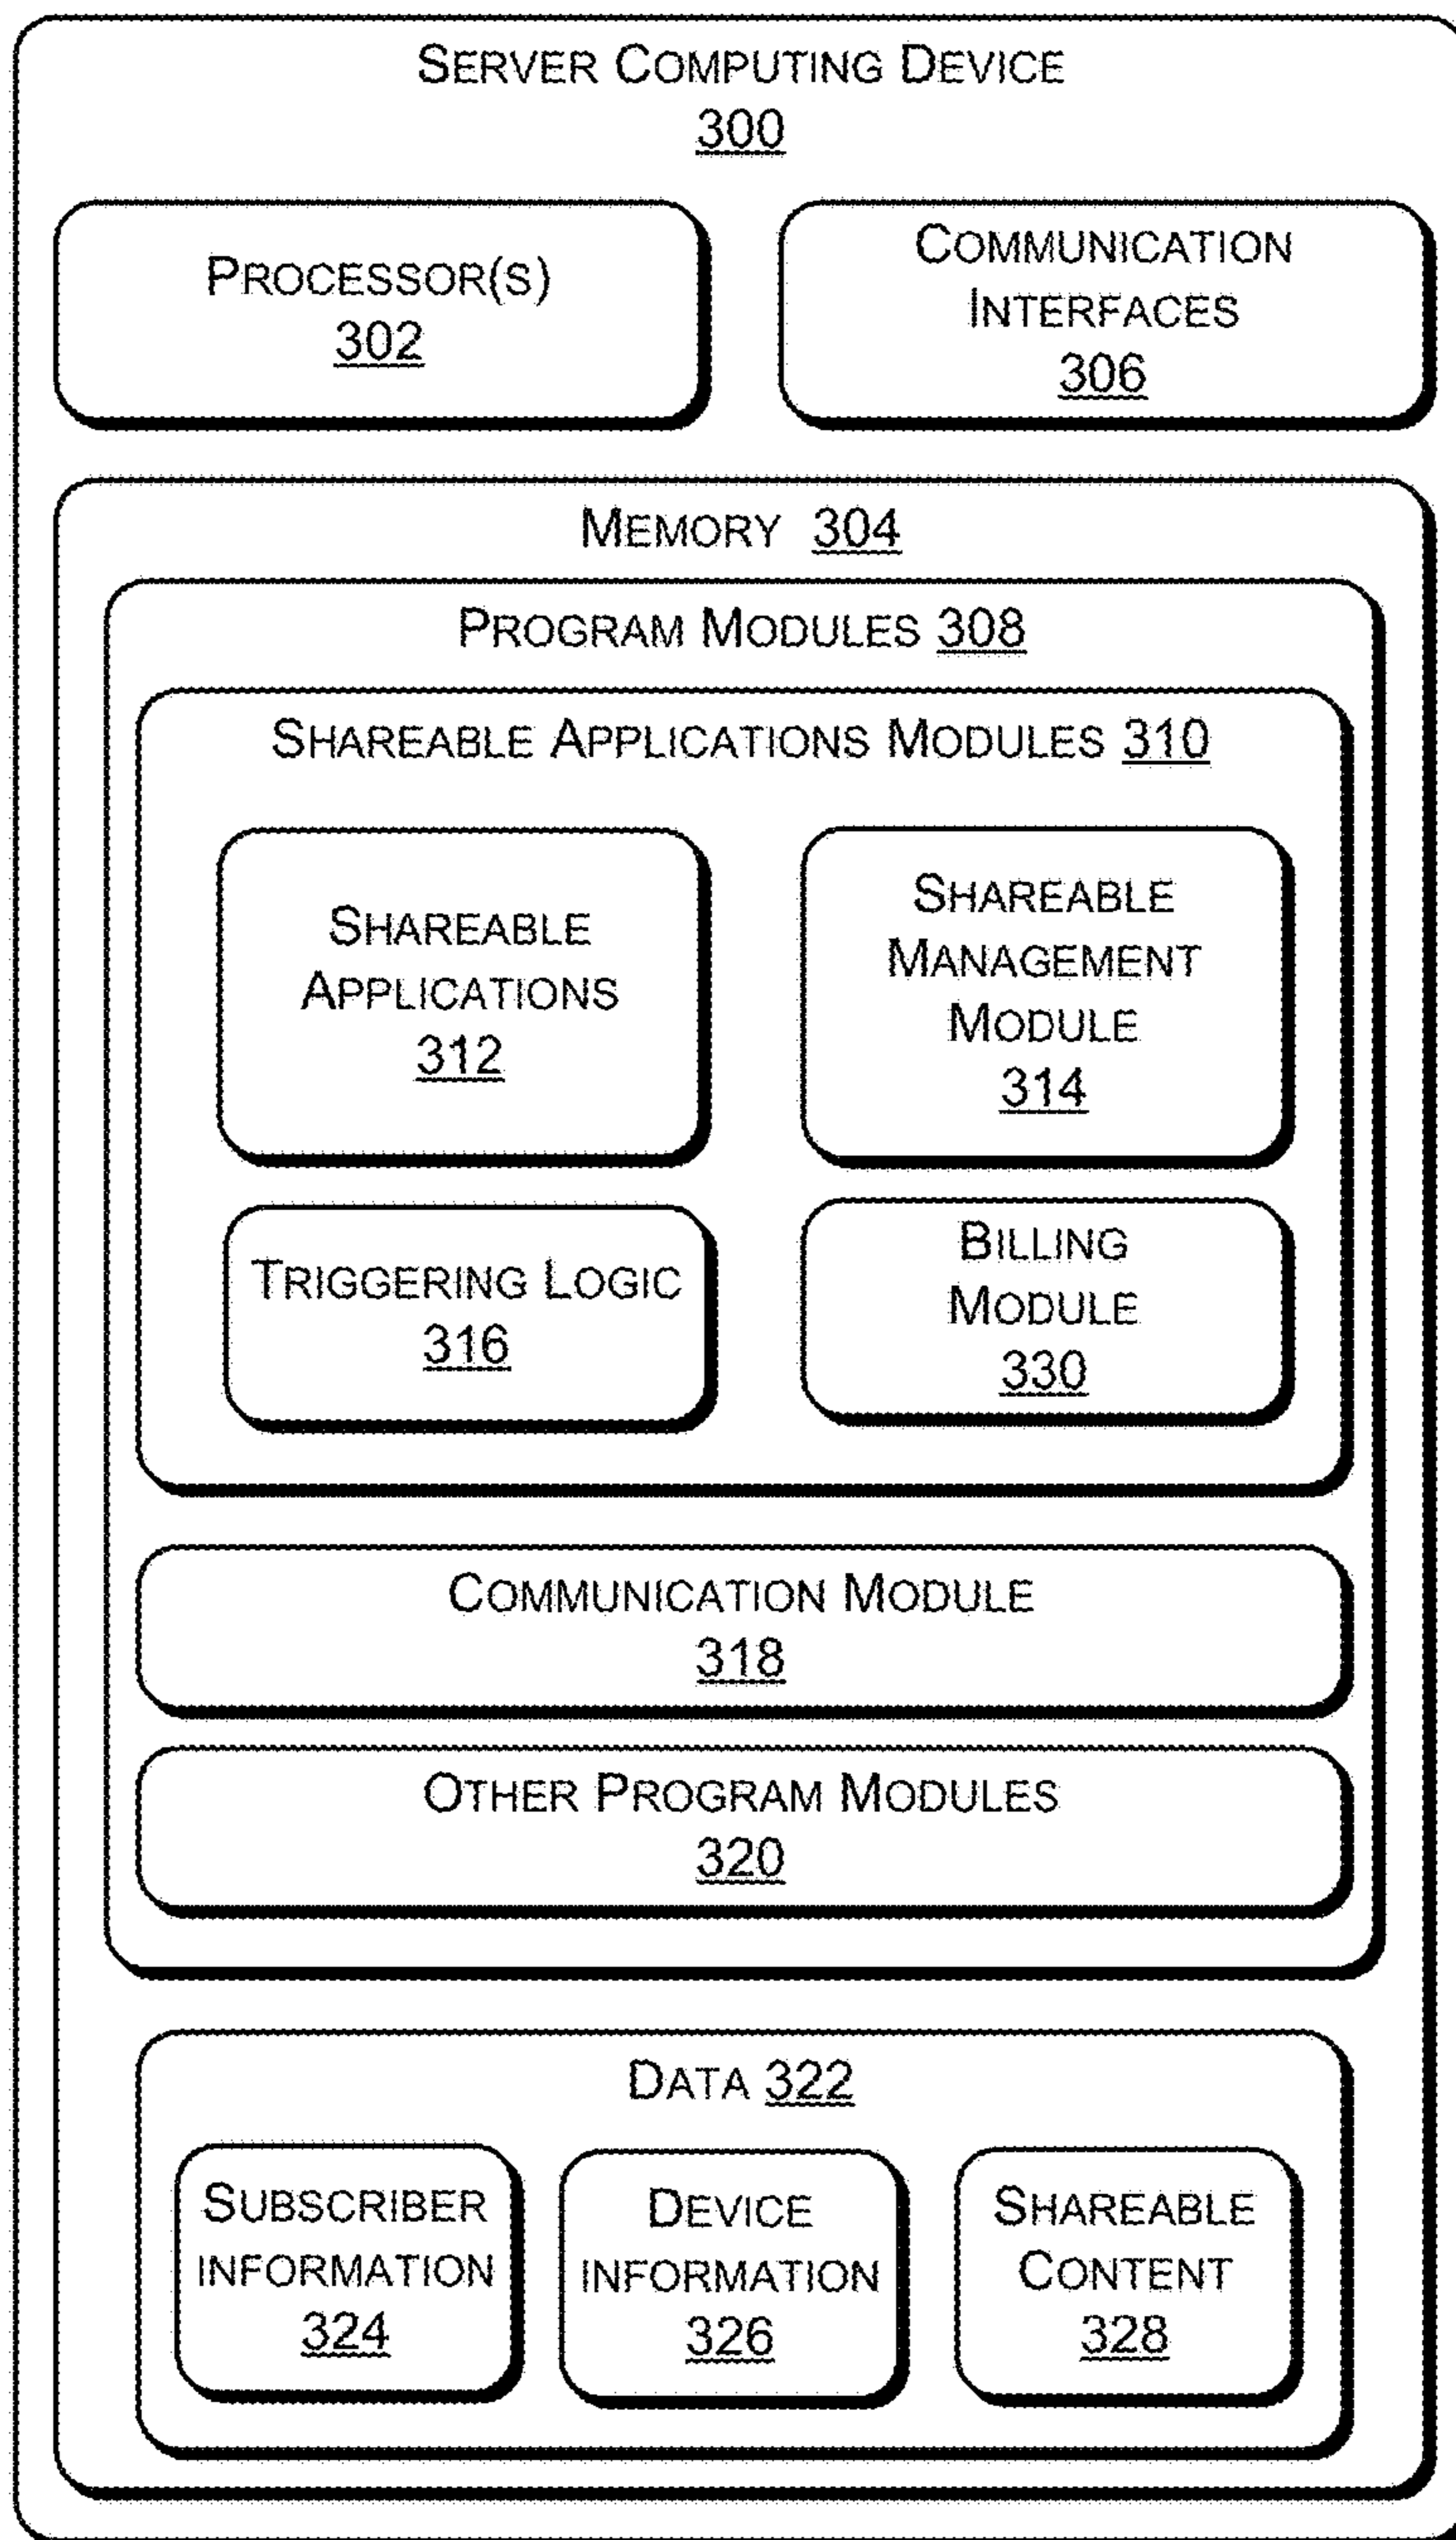 SERVER COMPUTING DEVICE
300
PROCESSOR(S)
302
COMMUNICATION
INTERFACES
306
MEMORY 304
PROGRAM MODULES 308
SHAREABLE APPLICATIONS MODULES 310
SHAREABLE
APPLICATIONS
312
SHAREABLE
MANAGEMENT
MODULE
314
TRIGGERING LOGIC
316
BILLING
MODULE
330
COMMUNICATION MODULE
318
OTHER PROGRAM MODULES
320
DATA 322
SUBSCRIBER
INFORMATION
324
DEVICE
INFORMATION
326
SHAREABLE
CONTENT
328